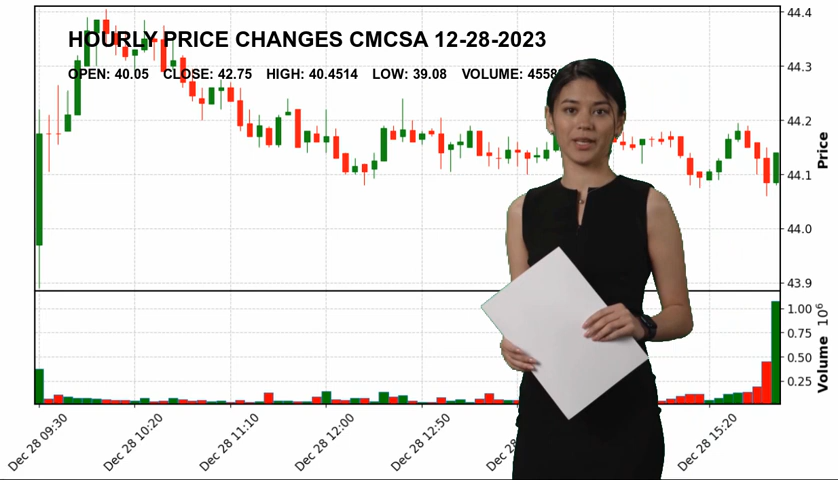 HOURLY PRICE CHANGES CMCSA 12-28-2023
OPEN: 40.05 CLOSE: 42.75 HIGH: 40.4514 LOW: 39.08 VOLUME: 4558
44.4
44.3
44.2
44.1
44.0
43.9
Price
1.00 10⁶
0.75
0.50
0.25
Volume
Dec 28 09:30
Dec 28 10:20
Dec 28 11:10
Dec 28 12:00
Dec 28 12:50
Dec 28 15:20